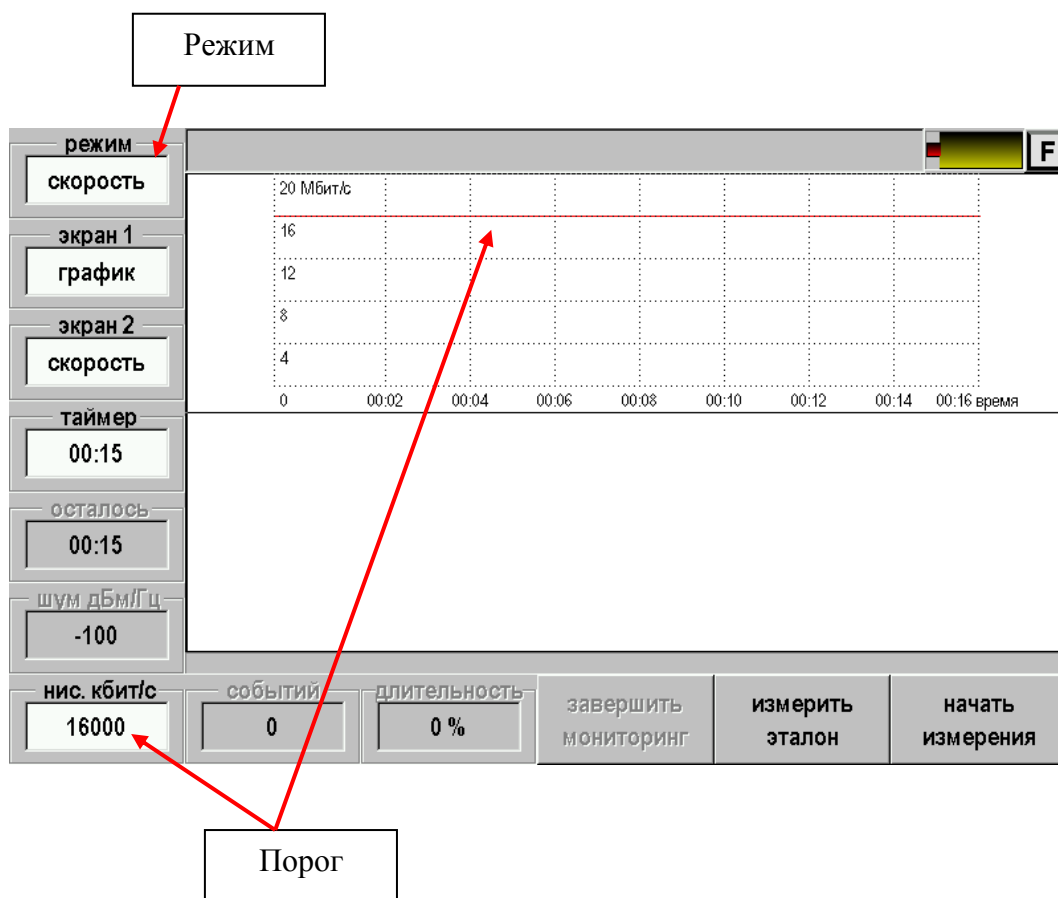 Режим
режим
скорость
F
экран 1
график
экран 2
скорость
таймер
00:15
осталось
00:15
шум дБм/Гц
-100
20 Мбит/с
16
12
8
4
0 00:02 00:04 00:06 00:08 00:10 00:12 00:14 00:16 время
нис. кбит/с
16000
событий
0
длительность
0 %
завершить
мониторинг
измерить
эталон
начать
измерения
Порог